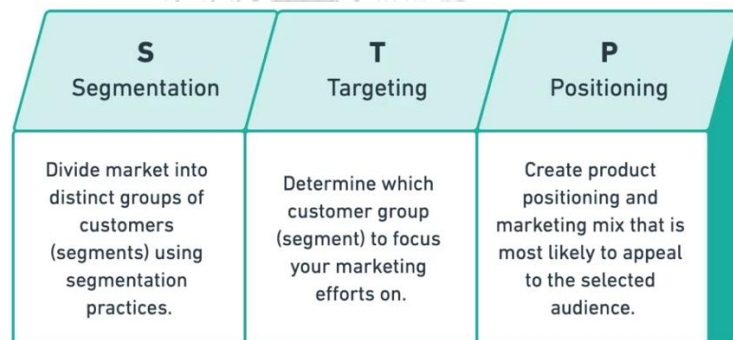 S
Segmentation
T
Targeting
P
Positioning
Divide market into
distinct groups of
customers
(segments) using
segmentation
practices.
Determine which
customer group
(segment) to focus
your marketing
efforts on.
Create product
positioning and
marketing mix that is
most likely to appeal
to the selected
audience.